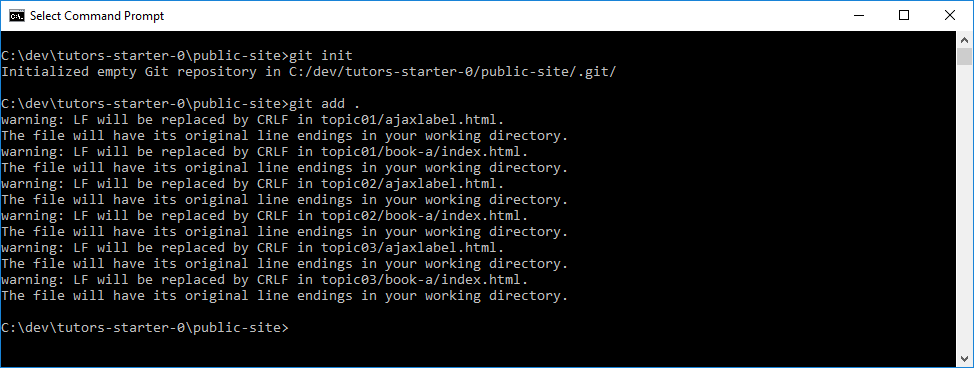 Select Command Prompt
C:\dev\tutors-starter-0\public-site>git init
Initialized empty Git repository in C:/dev/tutors-starter-0/public-site/.git/
C:\dev\tutors-starter-0\public-site>git add .
warning: LF will be replaced by CRLF in topic01/ajaxlabel.html.
The file will have its original line endings in your working directory.
warning: LF will be replaced by CRLF in topic01/book-a/index.html.
The file will have its original line endings in your working directory.
warning: LF will be replaced by CRLF in topic02/ajaxlabel.html.
The file will have its original line endings in your working directory.
warning: LF will be replaced by CRLF in topic02/book-a/index.html.
The file will have its original line endings in your working directory.
warning: LF will be replaced by CRLF in topic03/ajaxlabel.html.
The file will have its original line endings in your working directory.
warning: LF will be replaced by CRLF in topic03/book-a/index.html.
The file will have its original line endings in your working directory.
C:\dev\tutors-starter-0\public-site>